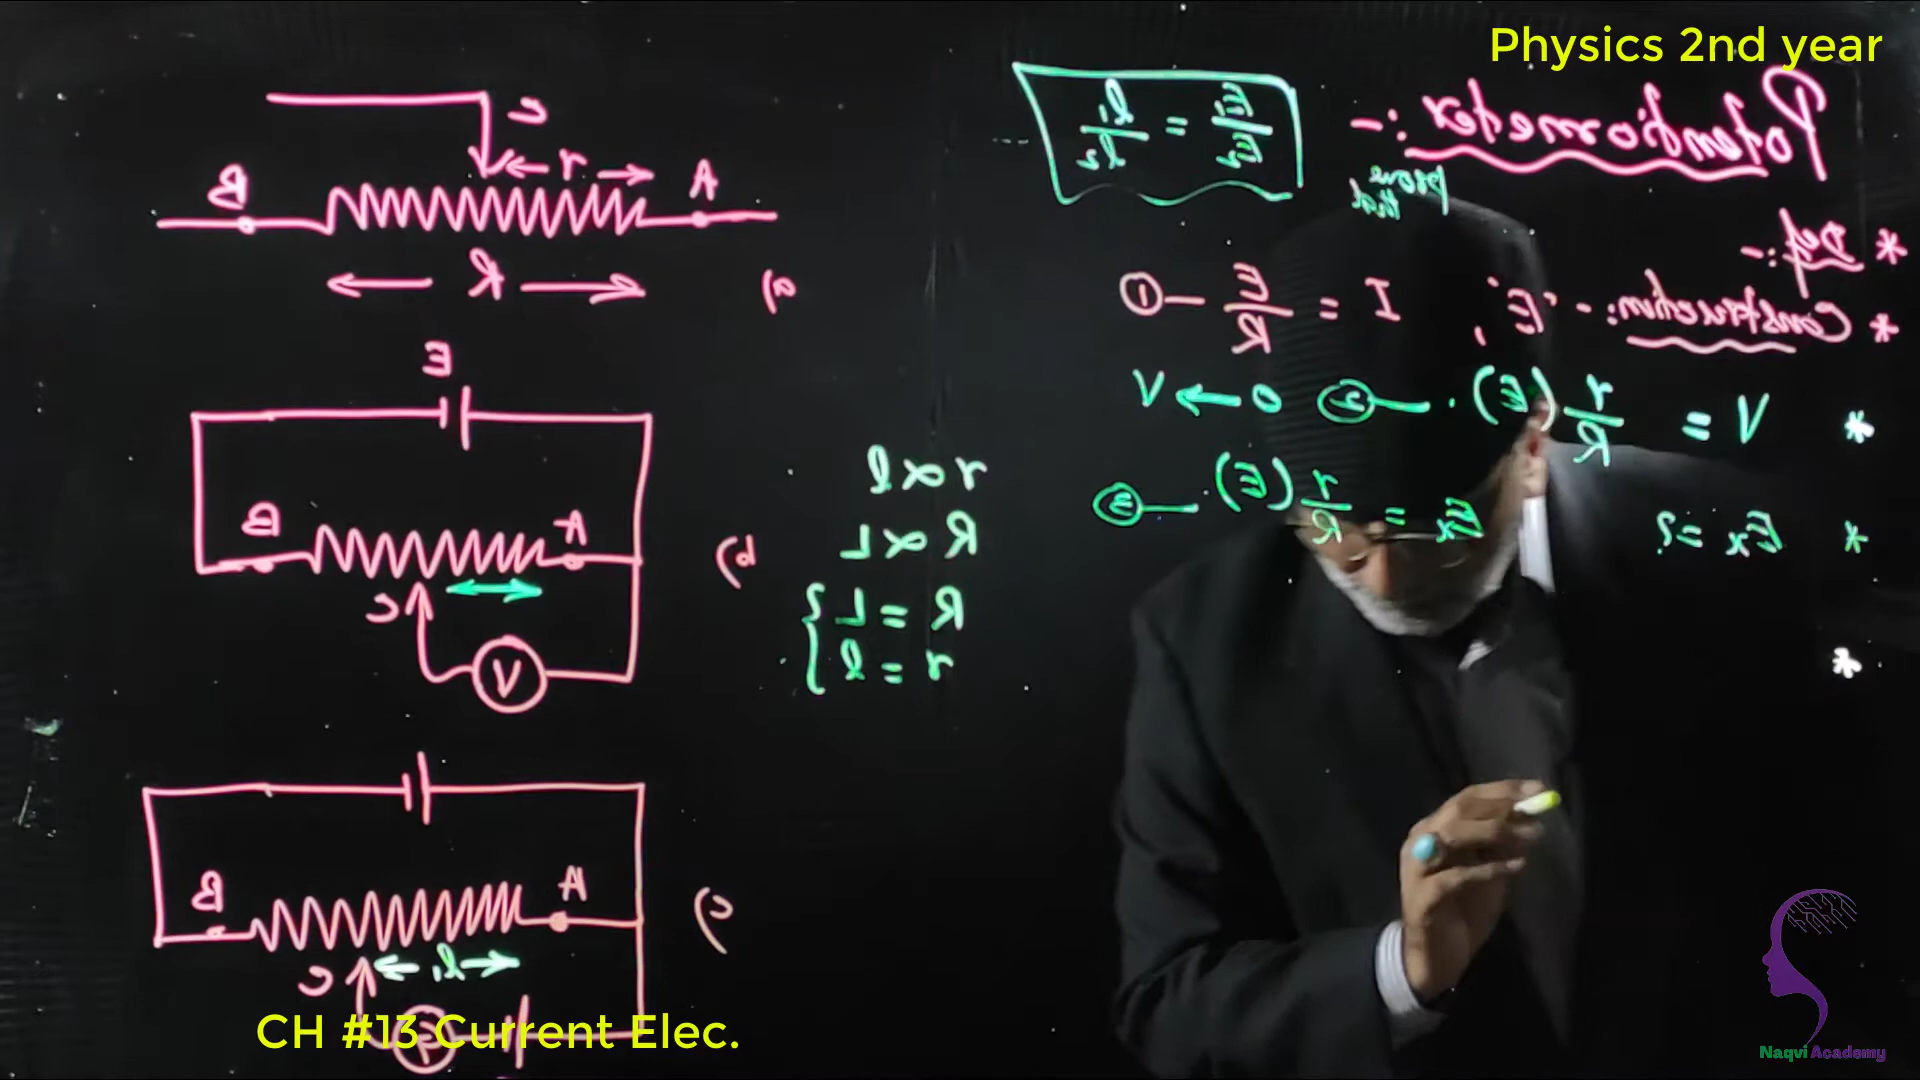 Physics 2nd year
Potentiometer :-
prove that
E₁/E₂ = l₁/l₂
* Def :-
* Construction :- 'E', I = E/R —①
* V = r/R (E) . —② 0 → V
* Ex = ? Ex = r/R (E) . —③
*
r ∝ l
R ∝ L
R = L }
r = l }
C
r
A
B
R
a)
E
B
A
C
V
b)
B
A
C
l₁
c)
CH #13 Current Elec.
Naqvi Academy